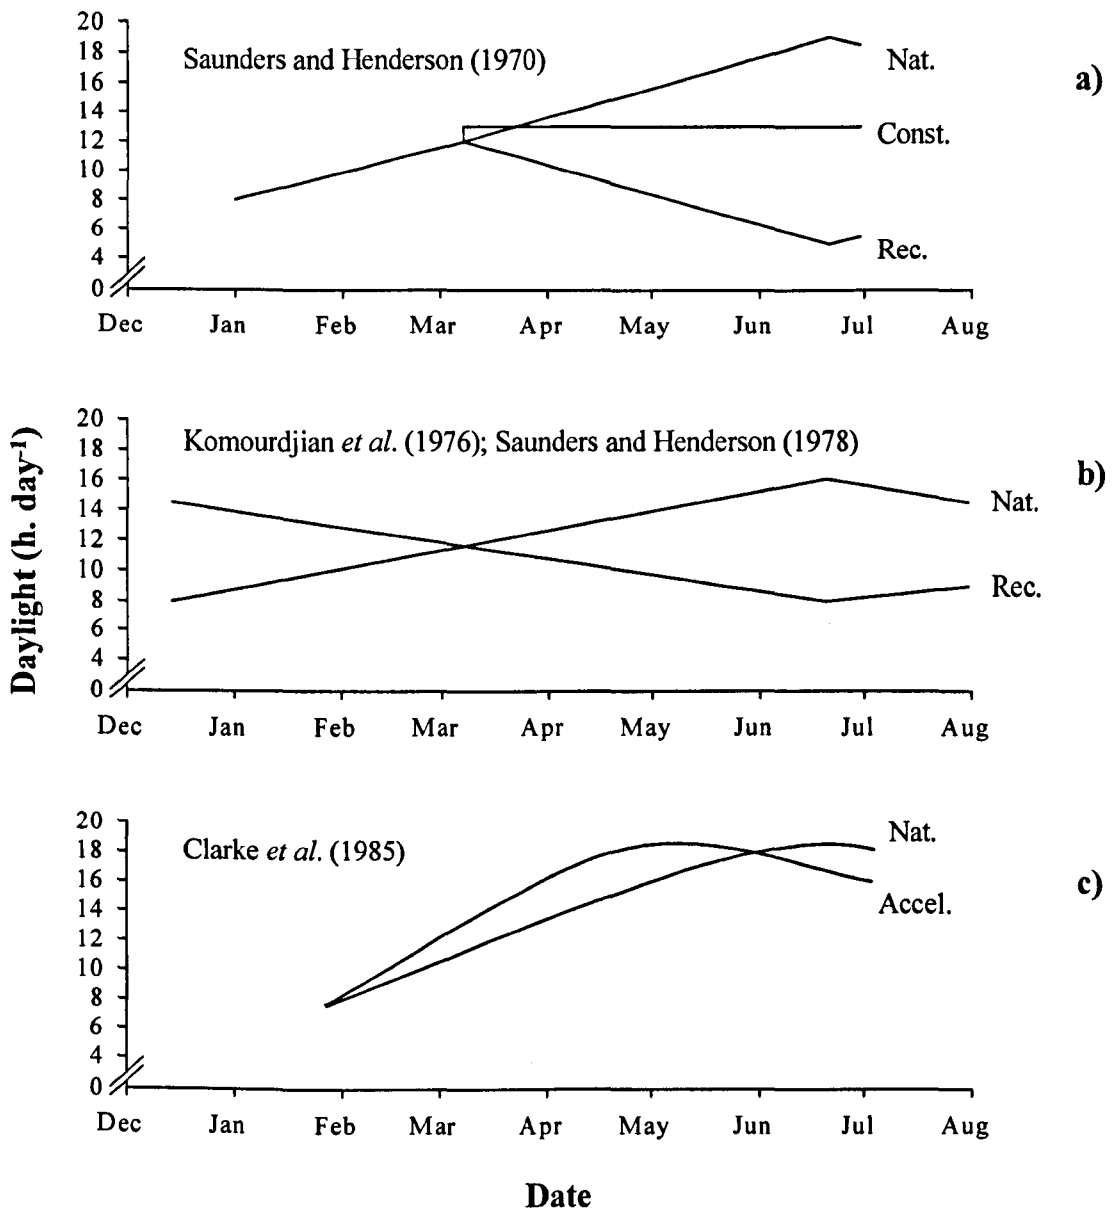 20
18
16
14
12
10
8
6
4
0
Saunders and Henderson (1970)
Nat.
Const.
Rec.
a)
Dec Jan Feb Mar Apr May Jun Jul Aug
20
18
16
14
12
10
8
6
4
0
Komourdjian et al. (1976); Saunders and Henderson (1978)
Nat.
Rec.
b)
Dec Jan Feb Mar Apr May Jun Jul Aug
Daylight (h. day-1)
20
18
16
14
12
10
8
6
4
0
Clarke et al. (1985)
Nat.
Accel.
c)
Dec Jan Feb Mar Apr May Jun Jul Aug
Date